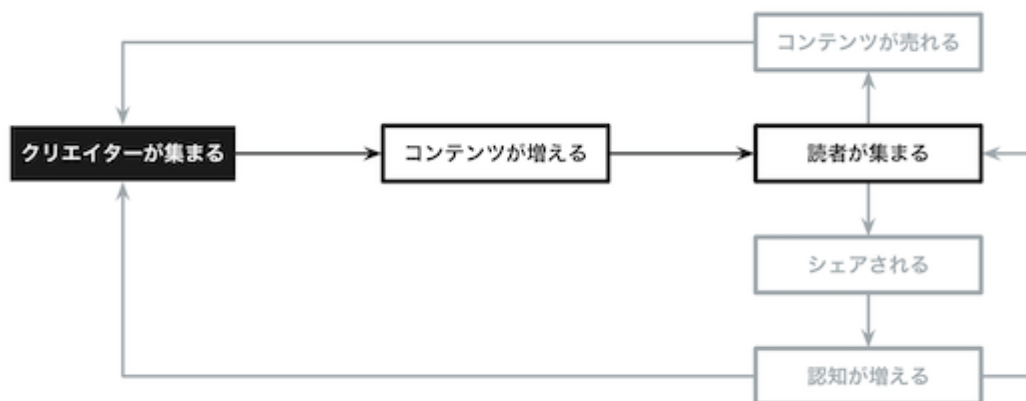 コンテンツが売れる
クリエイターが集まる
コンテンツが増える
読者が集まる
シェアされる
認知が増える